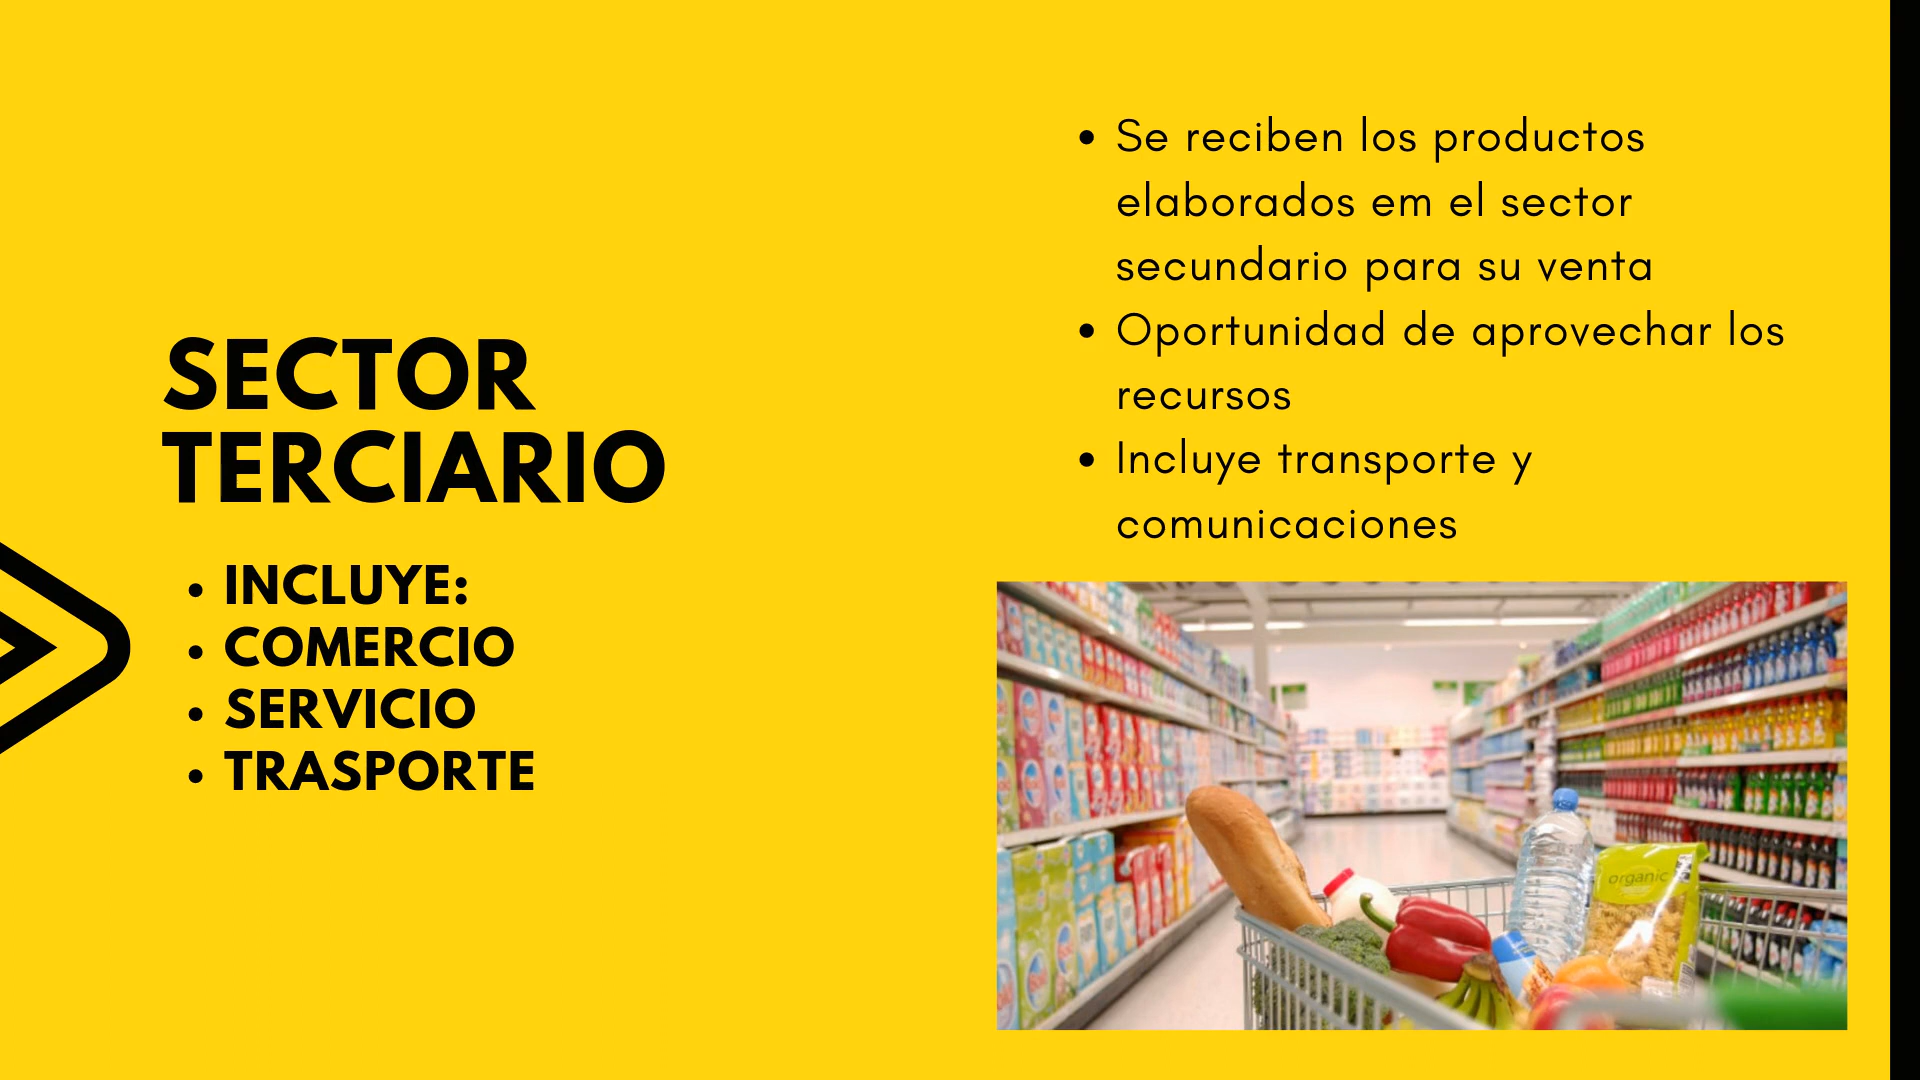 SECTOR
TERCIARIO
• INCLUYE:
• COMERCIO
• SERVICIO
• TRASPORTE
• Se reciben los productos
elaborados em el sector
secundario para su venta
• Oportunidad de aprovechar los
recursos
• Incluye transporte y
comunicaciones
organic